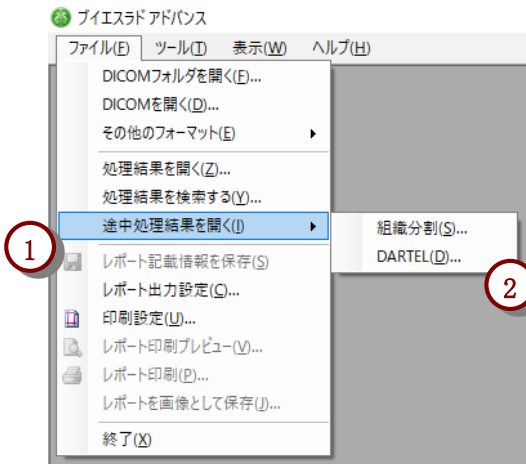 ブイエスラド アドバンス
ファイル(F) ツール(T) 表示(W) ヘルプ(H)
DICOMフォルダを開く(F)...
DICOMを開く(D)...
その他のフォーマット(E)
処理結果を開く(Z)...
処理結果を検索する(Y)...
途中処理結果を開く(I)
組織分割(S)...
1
レポート記載情報を保存(S)
DARTEL(D)...
2
レポート出力設定(C)...
印刷設定(U)...
レポート印刷プレビュー(V)...
レポート印刷(P)...
レポートを画像として保存(J)...
終了(X)